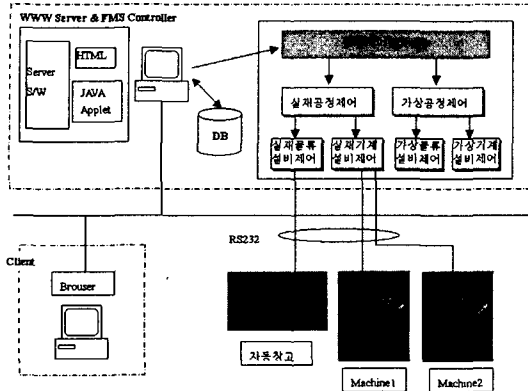 WWW Server & FMS Controller
Server
S/W
HTML
JAVA
Applet
DB
실재공정제어
가상공정제어
실재물류
설비제어
실재기계
설비제어
가상물류
설비제어
가상기계
설비제어
RS232
Client
Brouser
자동창고
Machine1
Machine2